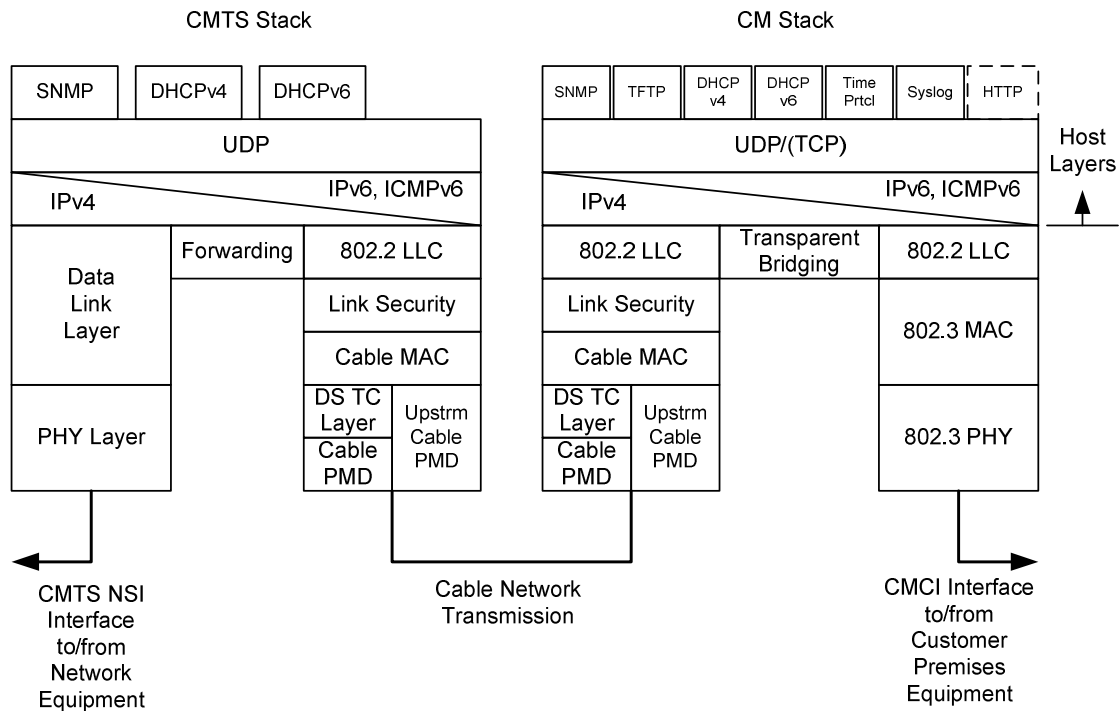 CMTS Stack
CM Stack
SNMP
DHCPv4
DHCPv6
SNMP
TFTP
DHCP
v4
DHCP
v6
Time
Prtcl
Syslog
HTTP
UDP
UDP/(TCP)
Host
Layers
IPv4
IPv6, ICMPv6
IPv4
IPv6, ICMPv6
Data
Link
Layer
Forwarding
802.2 LLC
802.2 LLC
Transparent
Bridging
802.2 LLC
Link Security
Link Security
802.3 MAC
Cable MAC
Cable MAC
PHY Layer
DS TC
Layer
Cable
PMD
Upstrm
Cable
PMD
DS TC
Layer
Cable
PMD
Upstrm
Cable
PMD
802.3 PHY
CMTS NSI
Interface
to/from
Network
Equipment
Cable Network
Transmission
CMCI Interface
to/from
Customer
Premises
Equipment